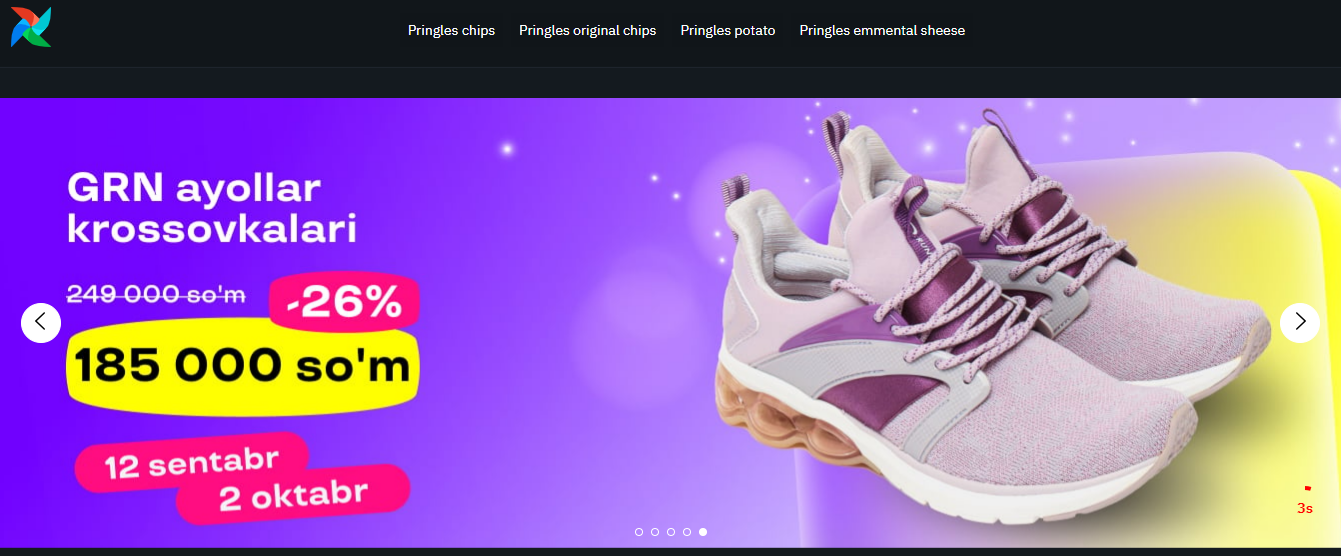 Pringles chips Pringles original chips Pringles potato Pringles emmental sheese
GRN ayollar
krossovkalari
249 000 so'm
-26%
185 000 so'm
12 sentabr
2 oktabr
RUN
3s